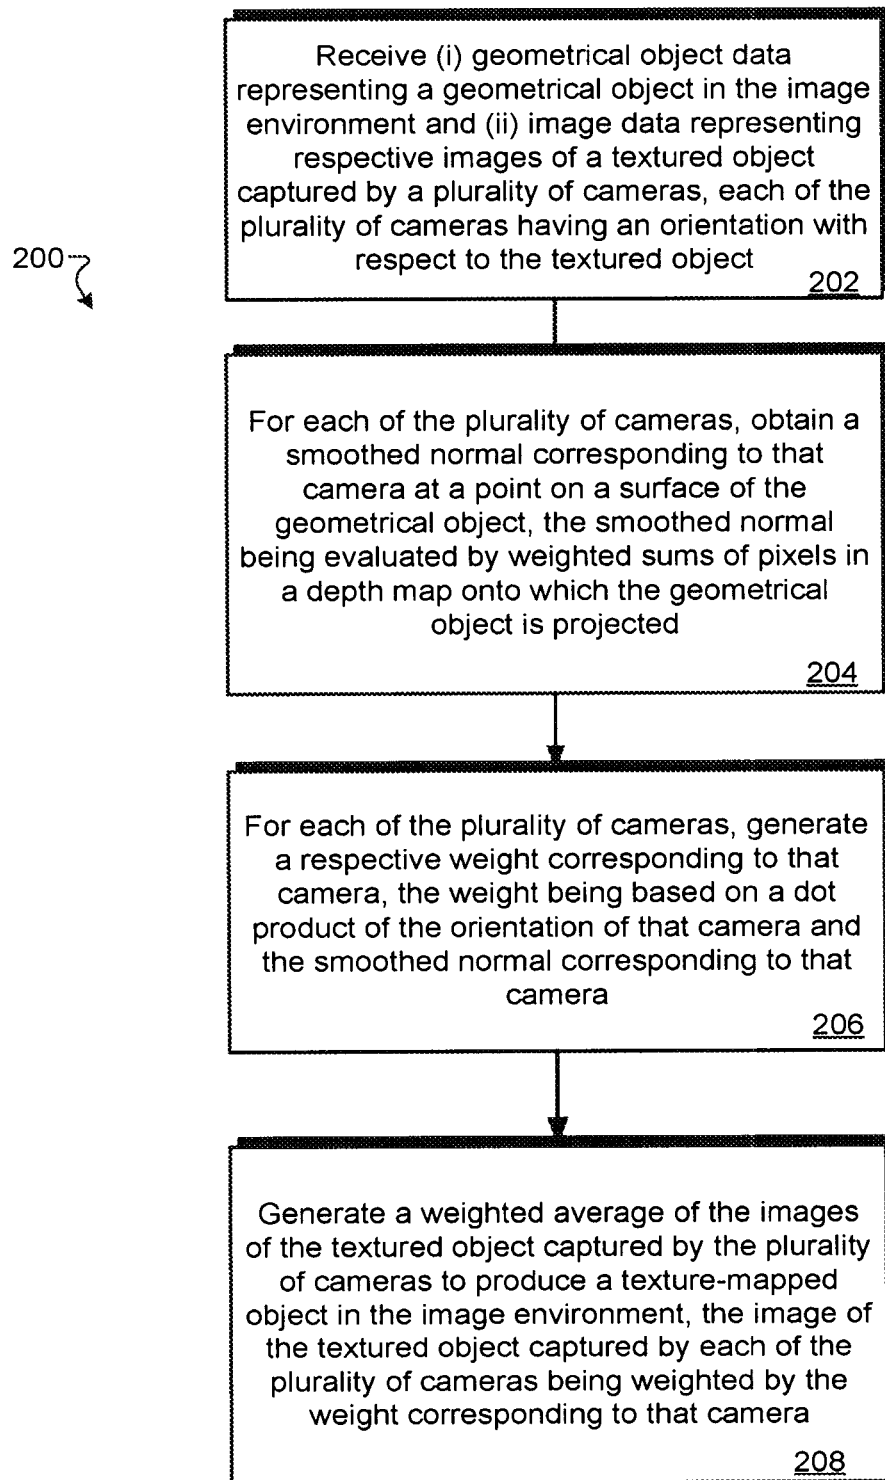 Receive (i) geometrical object data
representing a geometrical object in the image
environment and (ii) image data representing
respective images of a textured object
captured by a plurality of cameras, each of the
plurality of cameras having an orientation with
respect to the textured object
202
200
For each of the plurality of cameras, obtain a
smoothed normal corresponding to that
camera at a point on a surface of the
geometrical object, the smoothed normal
being evaluated by weighted sums of pixels in
a depth map onto which the geometrical
object is projected
204
For each of the plurality of cameras, generate
a respective weight corresponding to that
camera, the weight being based on a dot
product of the orientation of that camera and
the smoothed normal corresponding to that
camera
206
Generate a weighted average of the images
of the textured object captured by the plurality
of cameras to produce a texture-mapped
object in the image environment, the image of
the textured object captured by each of the
plurality of cameras being weighted by the
weight corresponding to that camera
208